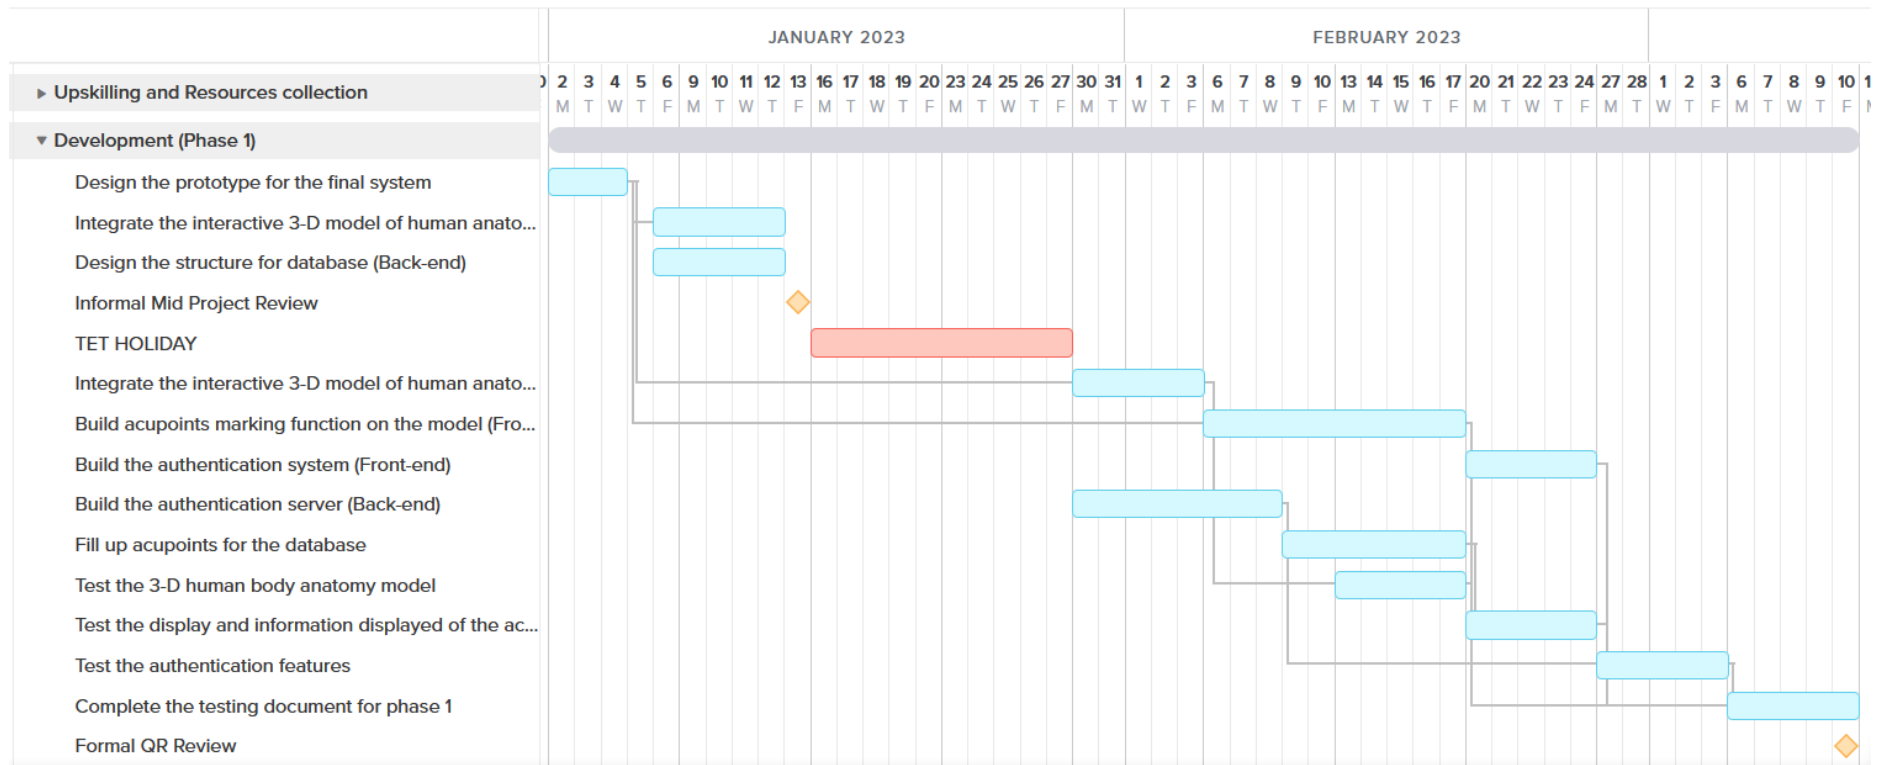 JANUARY 2023 FEBRUARY 2023
Upskilling and Resources collection
2 3 4 5 6 9 10 11 12 13 16 17 18 19 20 23 24 25 26 27 30 31 1 2 3 6 7 8 9 10 13 14 15 16 17 20 21 22 23 24 27 28 1 2 3 6 7 8 9 10
M T W T F M T W T F M T W T F M T W T F M T W T F M T W T F M T W T F M T W T F M T W T F M T W T F
Development (Phase 1)
Design the prototype for the final system
Integrate the interactive 3-D model of human anato...
Design the structure for database (Back-end)
Informal Mid Project Review
TET HOLIDAY
Integrate the interactive 3-D model of human anato...
Build acupoints marking function on the model (Fro...
Build the authentication system (Front-end)
Build the authentication server (Back-end)
Fill up acupoints for the database
Test the 3-D human body anatomy model
Test the display and information displayed of the ac...
Test the authentication features
Complete the testing document for phase 1
Formal QR Review